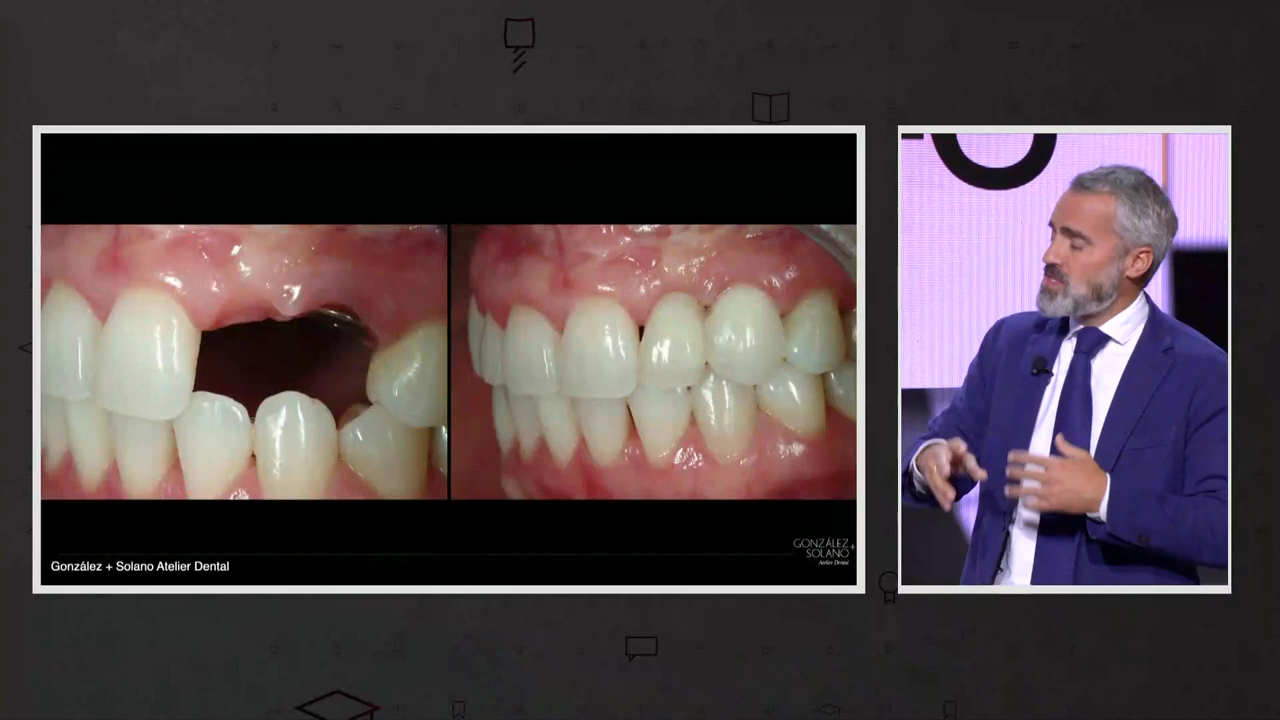 GONZÁLEZ +
SOLANO
Atelier Dental
González + Solano Atelier Dental